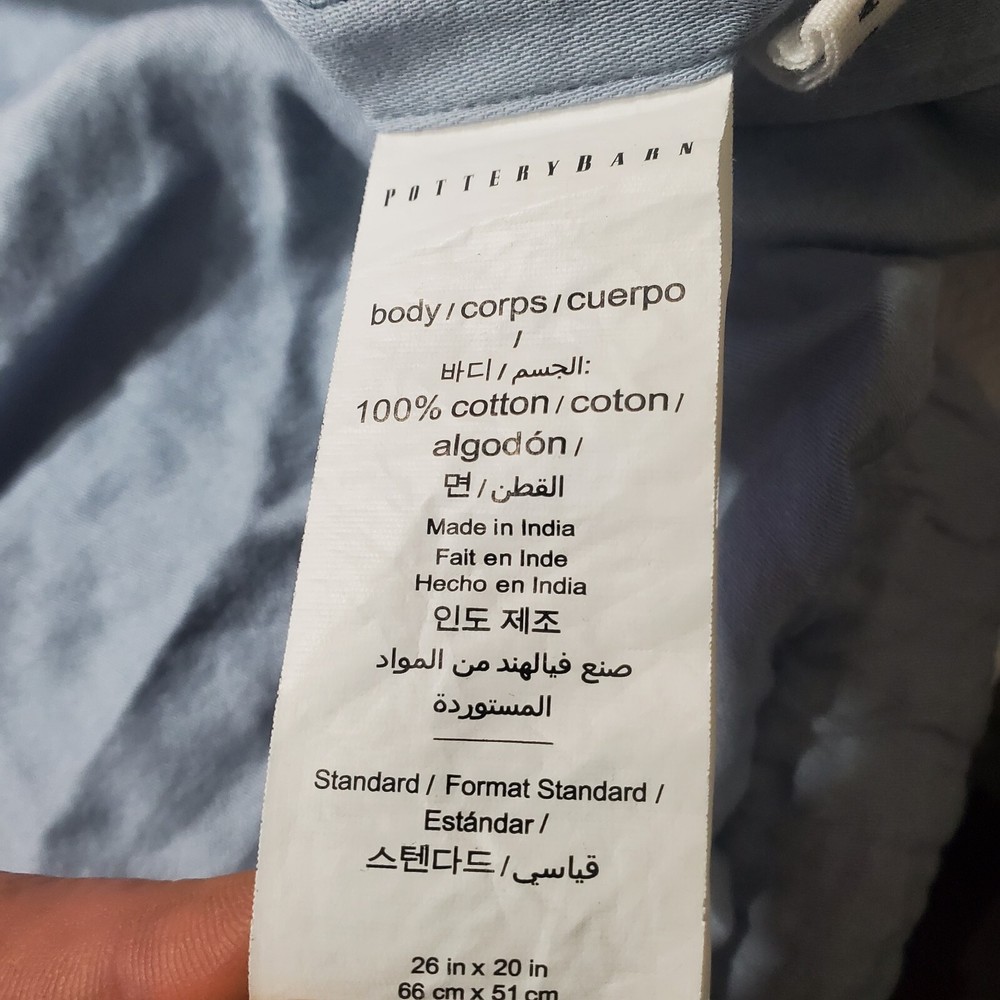 POTTERYBARN
body / corps / cuerpo
/
바디 / الجسم:
100% cotton / coton /
algodón /
면 / القطن
Made in India
Fait en Inde
Hecho en India
인도 제조
صنع فيالهند من المواد
المستوردة
Standard / Format Standard /
Estándar /
스텐다드 / قياسي
26 in x 20 in
66 cm x 51 cm